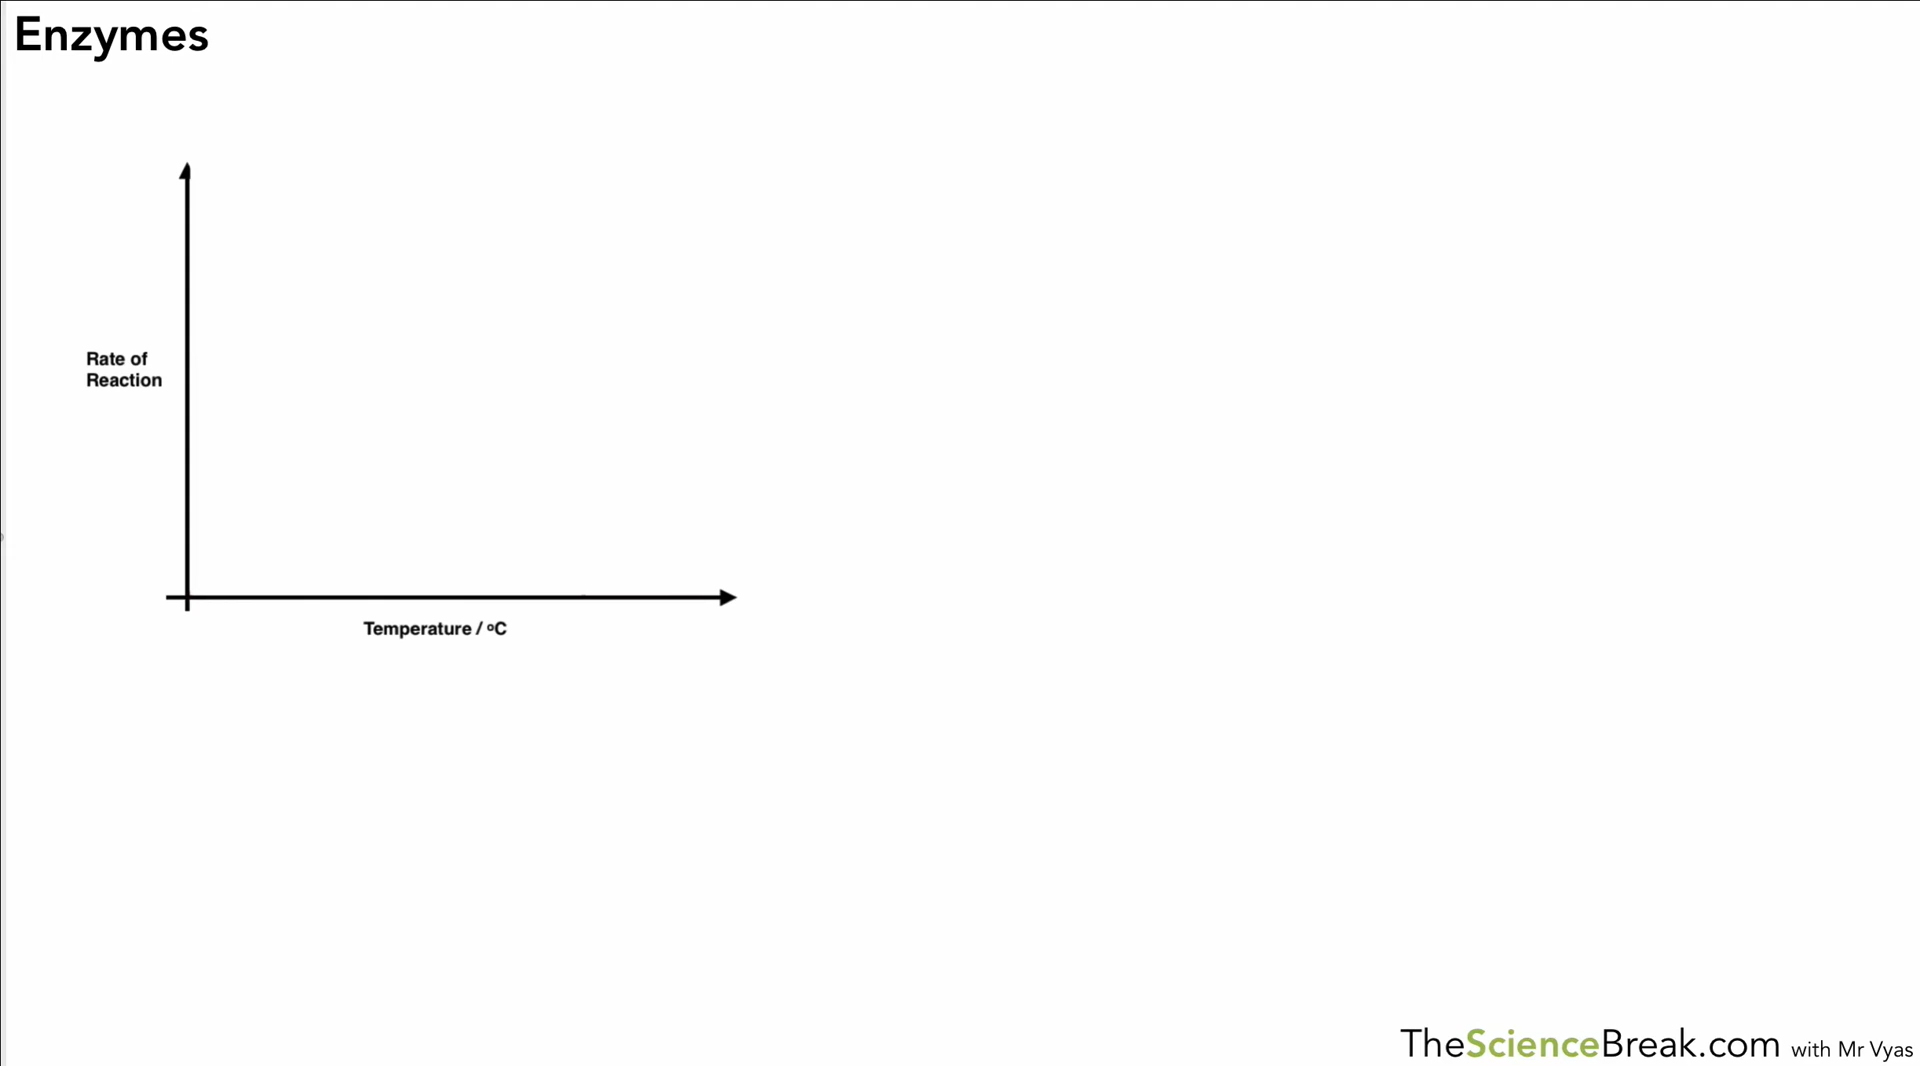 Enzymes
Rate of
Reaction
Temperature / ºC
TheScienceBreak.com with Mr Vyas